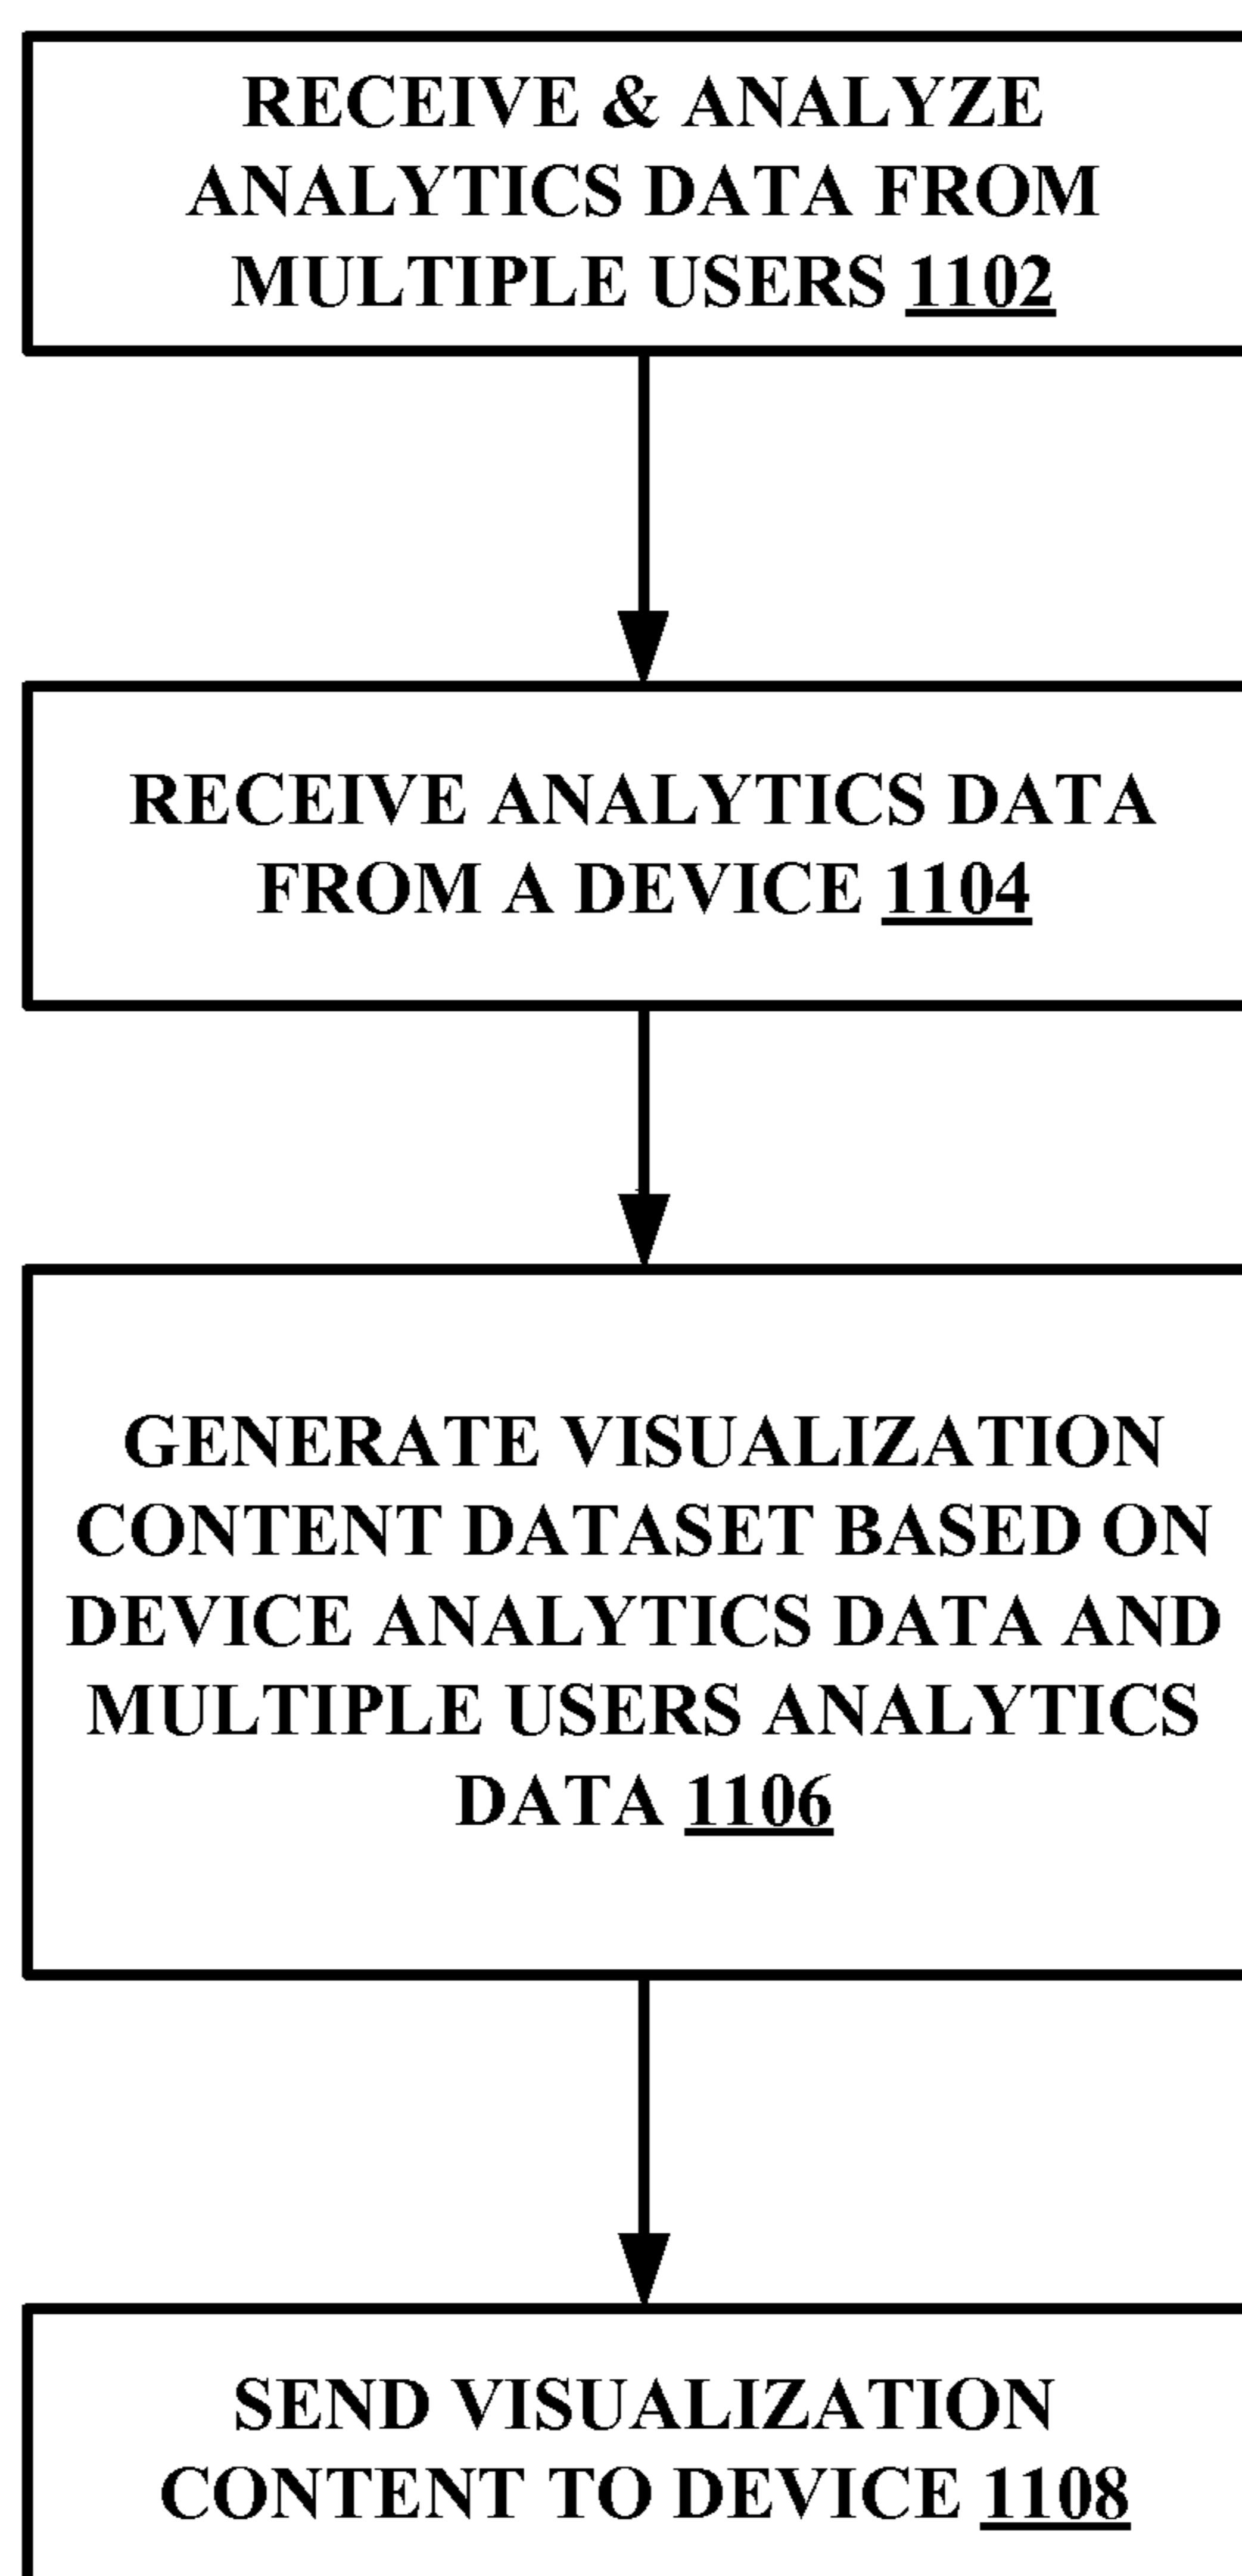 RECEIVE & ANALYZE
ANALYTICS DATA FROM
MULTIPLE USERS 1102
RECEIVE ANALYTICS DATA
FROM A DEVICE 1104
GENERATE VISUALIZATION
CONTENT DATASET BASED ON
DEVICE ANALYTICS DATA AND
MULTIPLE USERS ANALYTICS
DATA 1106
SEND VISUALIZATION
CONTENT TO DEVICE 1108